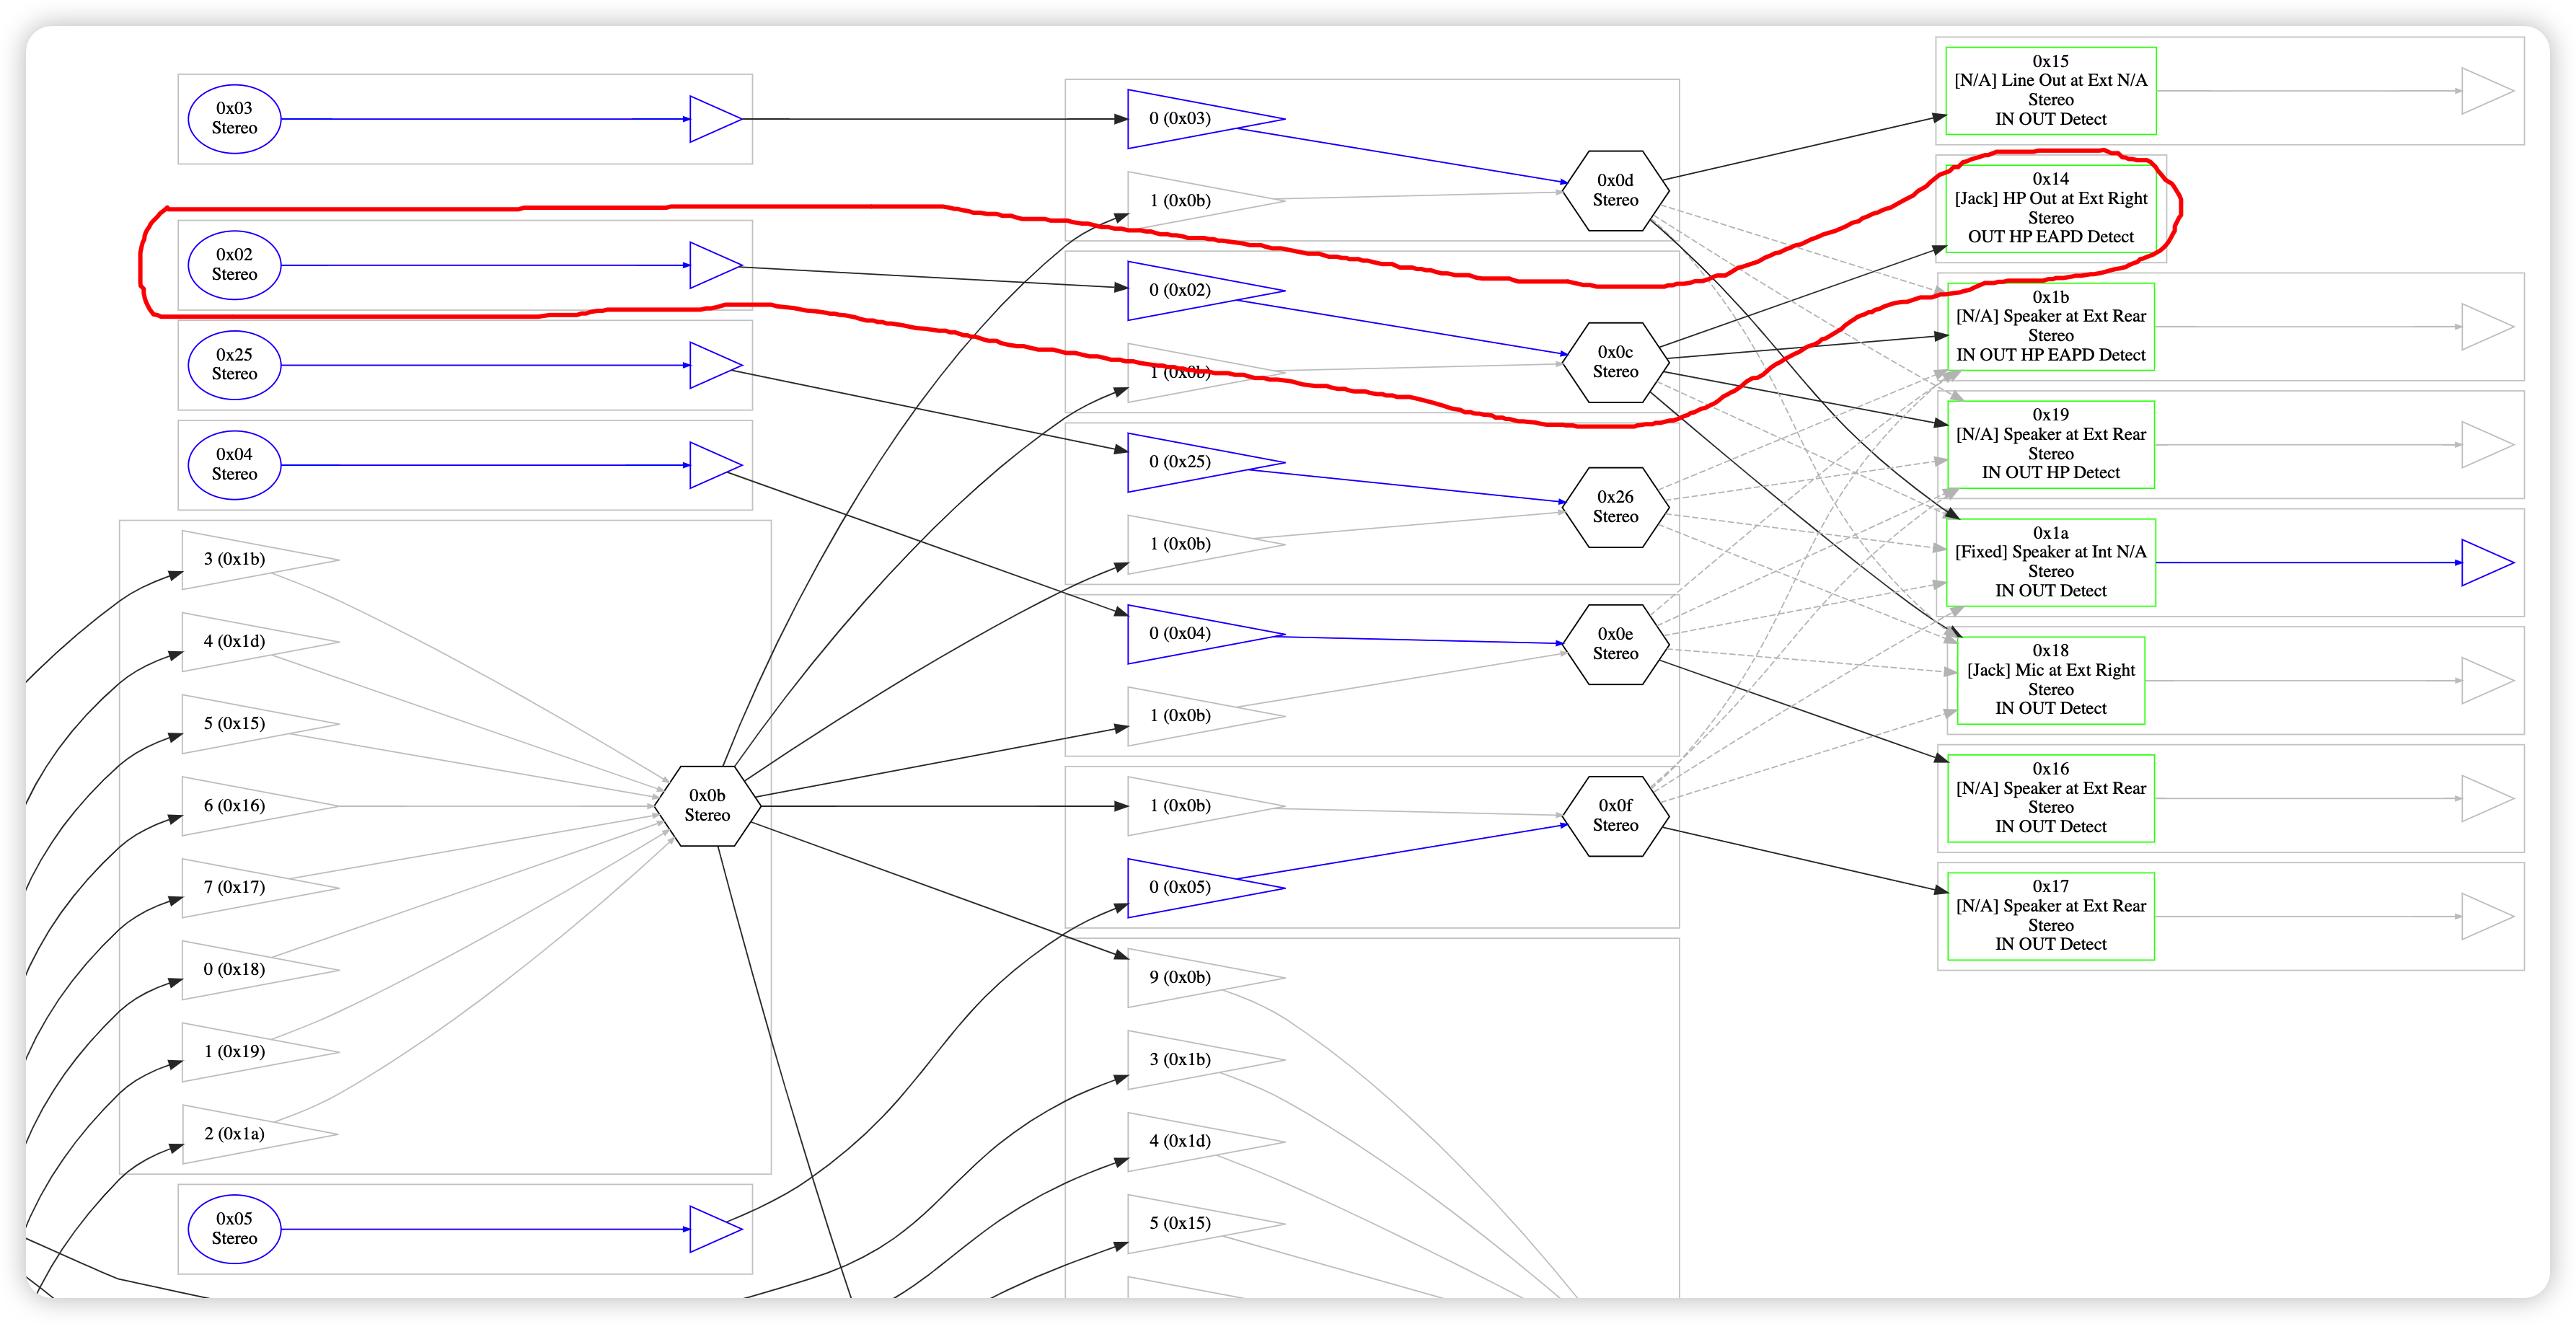 0x03
Stereo
0x02
Stereo
0x25
Stereo
0x04
Stereo
3 (0x1b)
4 (0x1d)
5 (0x15)
6 (0x16)
7 (0x17)
0 (0x18)
1 (0x19)
2 (0x1a)
0x0b
Stereo
0x05
Stereo
0 (0x03)
1 (0x0b)
0x0d
Stereo
0 (0x02)
1 (0x0b)
0x0c
Stereo
0 (0x25)
1 (0x0b)
0x26
Stereo
0 (0x04)
1 (0x0b)
0x0e
Stereo
1 (0x0b)
0 (0x05)
0x0f
Stereo
9 (0x0b)
3 (0x1b)
4 (0x1d)
5 (0x15)
0x15
[N/A] Line Out at Ext N/A
Stereo
IN OUT Detect
0x14
[Jack] HP Out at Ext Right
Stereo
OUT HP EAPD Detect
0x1b
[N/A] Speaker at Ext Rear
Stereo
IN OUT HP EAPD Detect
0x19
[N/A] Speaker at Ext Rear
Stereo
IN OUT HP Detect
0x1a
[Fixed] Speaker at Int N/A
Stereo
IN OUT Detect
0x18
[Jack] Mic at Ext Right
Stereo
IN OUT Detect
0x16
[N/A] Speaker at Ext Rear
Stereo
IN OUT Detect
0x17
[N/A] Speaker at Ext Rear
Stereo
IN OUT Detect